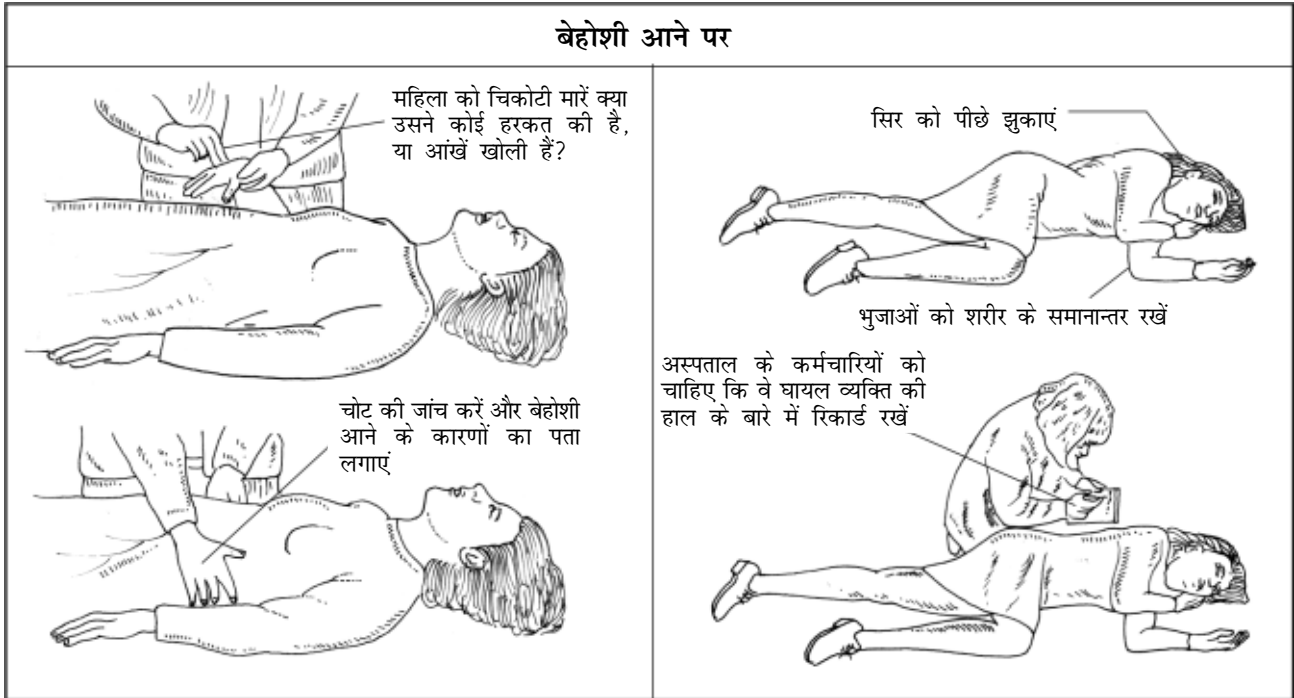 बेहोशी आने पर
महिला को चिकोटी मारें क्या
उसने कोई हरकत की है,
या आंखें खोली हैं?
चोट की जांच करें और बेहोशी
आने के कारणों का पता
लगाएं
सिर को पीछे झुकाएं
भुजाओं को शरीर के समानान्तर रखें
अस्पताल के कर्मचारियों को
चाहिए कि वे घायल व्यक्ति की
हाल के बारे में रिकार्ड रखें